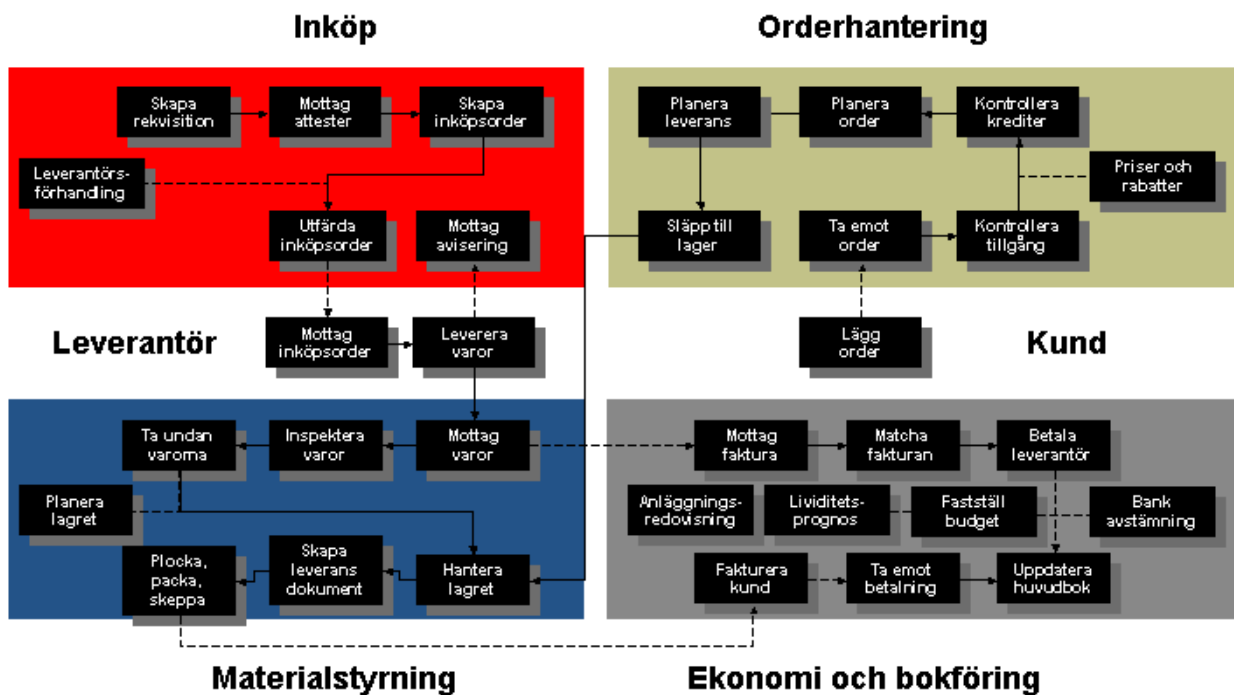 Inköp
Orderhantering
Skapa
rekvisition
Mottag
attester
Skapa
inköpsorder
Leverantörs-
förhandling
Utfärda
inköpsorder
Mottag
avisering
Planera
leverans
Planera
order
Kontrollera
krediter
Priser och
rabatter
Släpp till
lager
Ta emot
order
Kontrollera
tillgång
Leverantör
Mottag
inköpsorder
Leverera
varor
Lägg
order
Kund
Ta undan
varorna
Inspektera
varor
Mottag
varor
Planera
lagret
Plocka,
packa,
skeppa
Skapa
leverans
dokument
Hantera
lagret
Mottag
faktura
Matcha
fakturan
Betala
leverantör
Anläggnings-
redovisning
Lividitets-
prognos
Fastställ
budget
Bank
avstämning
Fakturera
kund
Ta emot
betalning
Uppdatera
huvudbok
Materialstyrning
Ekonomi och bokföring